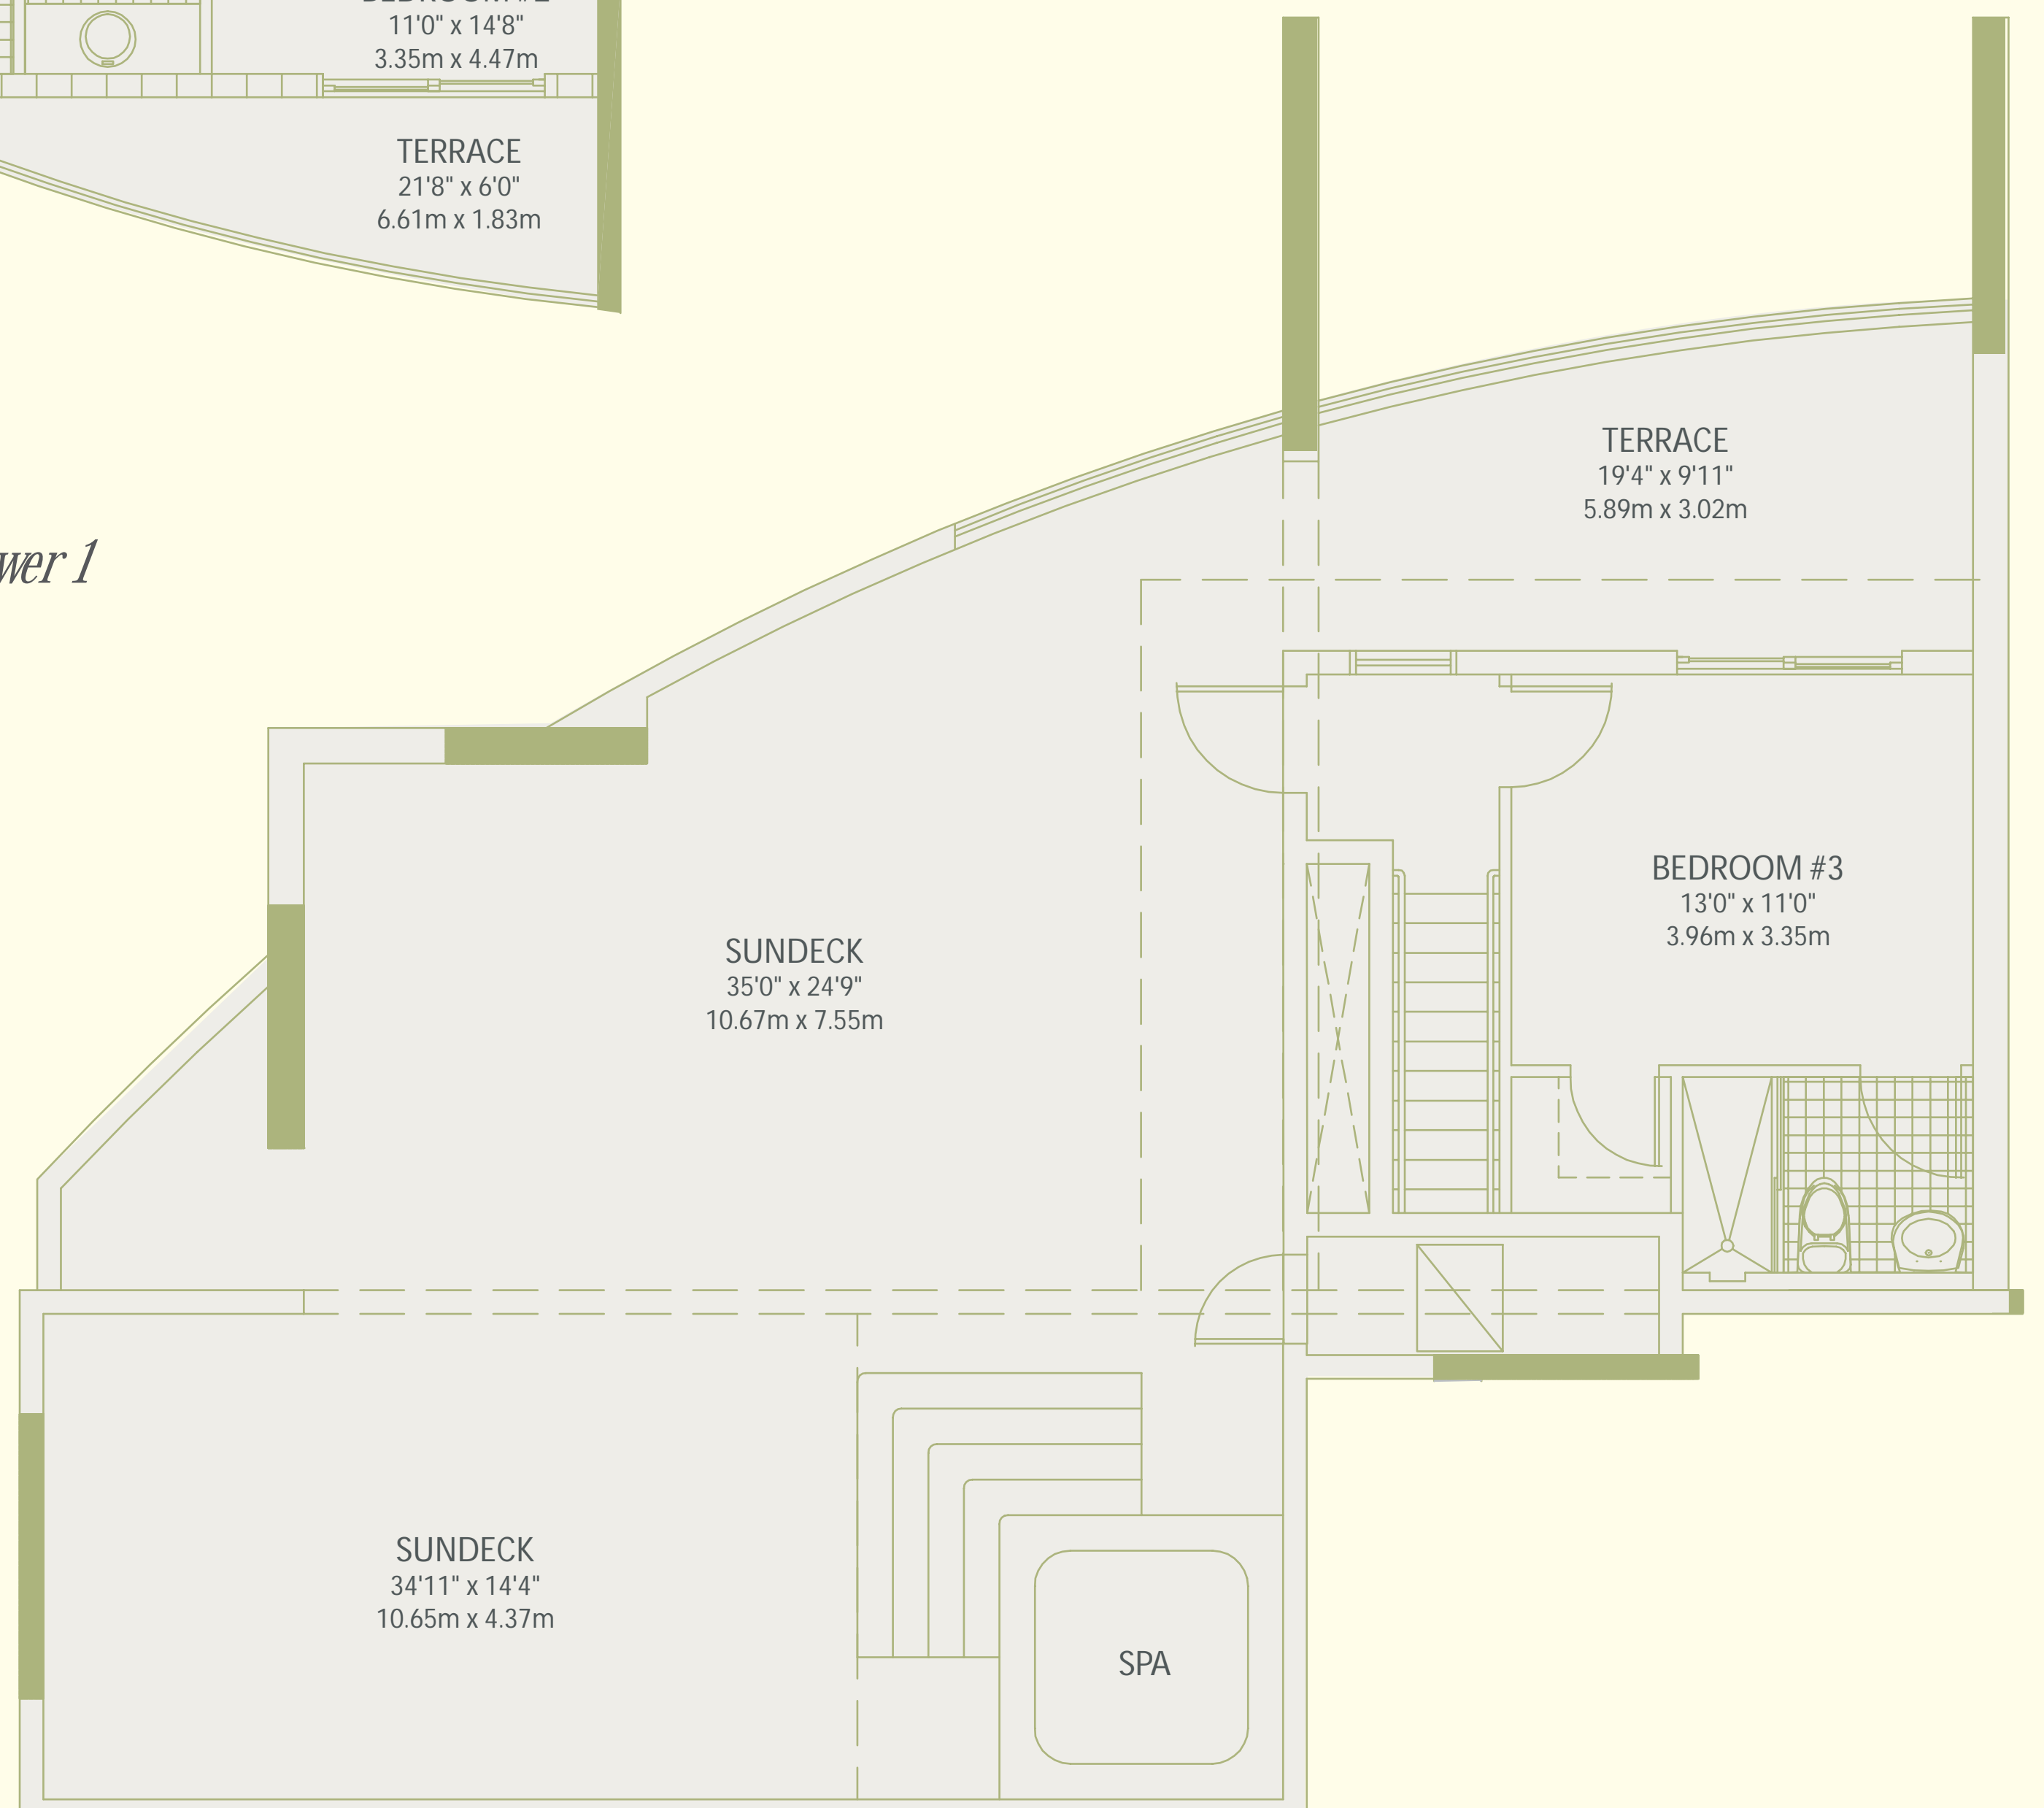 11'0" x 14'8"
3.35m x 4.47m
TERRACE
21'8" x 6'0"
6.61m x 1.83m
TERRACE
19'4" x 9'11"
5.89m x 3.02m
wer 1
BEDROOM #3
13'0" x 11'0"
3.96m x 3.35m
SUNDECK
35'0" x 24'9"
10.67m x 7.55m
SUNDECK
34'11" x 14'4"
10.65m x 4.37m
SPA